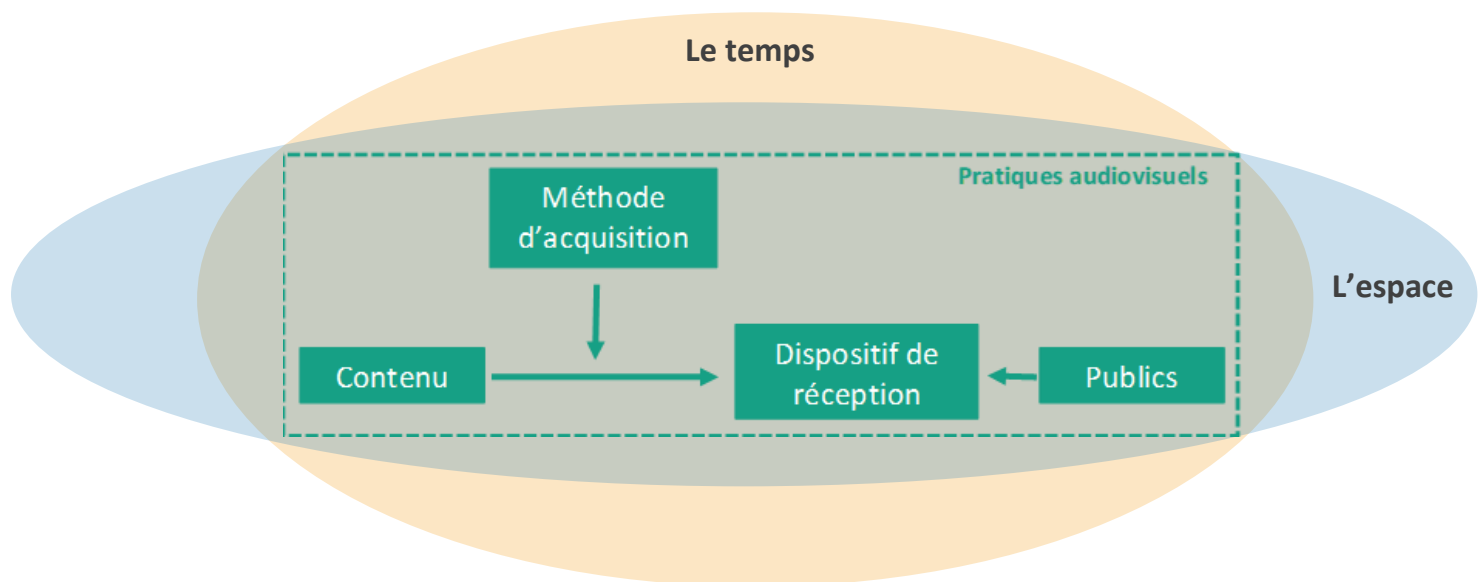 Le temps
Pratiques audiovisuels
Méthode
d’acquisition
L’espace
Contenu
Dispositif de
réception
Publics